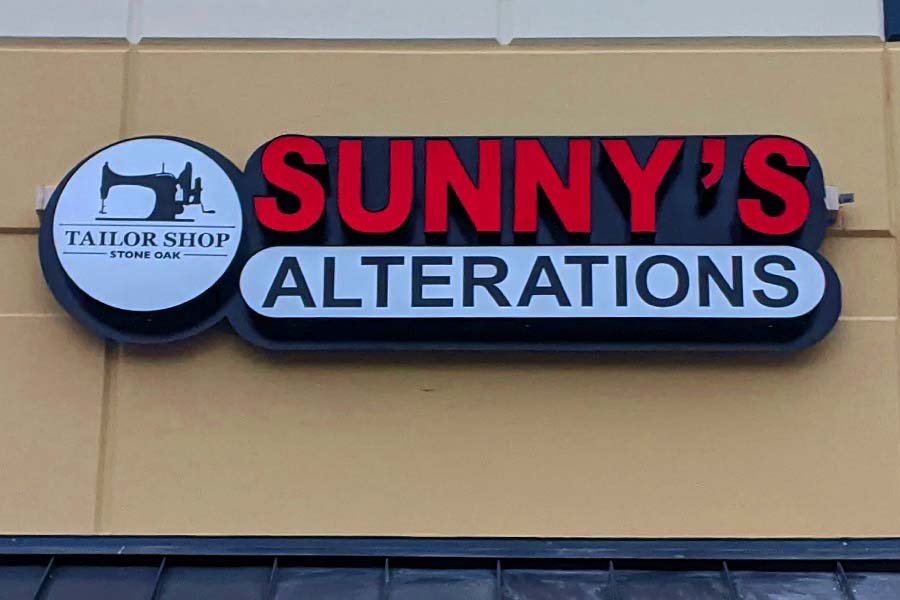 TAILOR SHOP
STONE OAK
SUNNY'S
ALTERATIONS